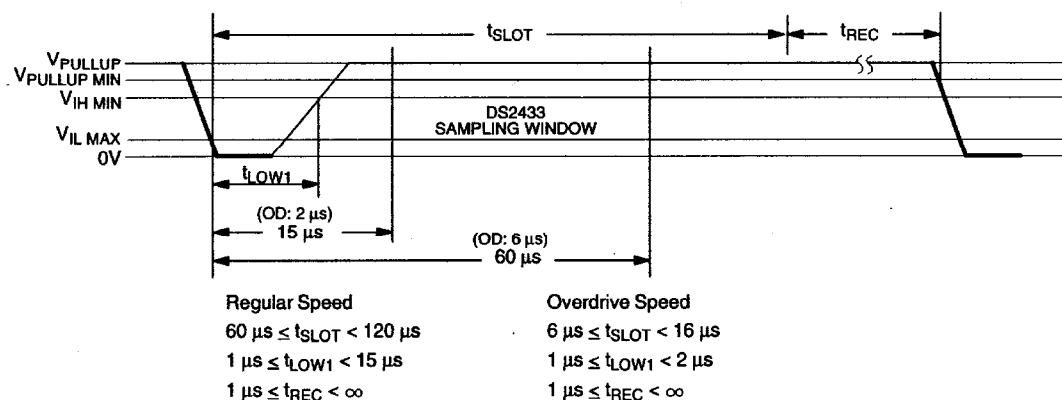 tSLOT
tREC
VPULLUP
VPULLUP MIN
VIH MIN
VIL MAX
0V
DS2433
SAMPLING WINDOW
tLOW1
(OD: 2 µs)
15 µs
(OD: 6 µs)
60 µs
Regular Speed
60 µs ≤ tSLOT < 120 µs
1 µs ≤ tLOW1 < 15 µs
1 µs ≤ tREC < ∞
Overdrive Speed
6 µs ≤ tSLOT < 16 µs
1 µs ≤ tLOW1 < 2 µs
1 µs ≤ tREC < ∞